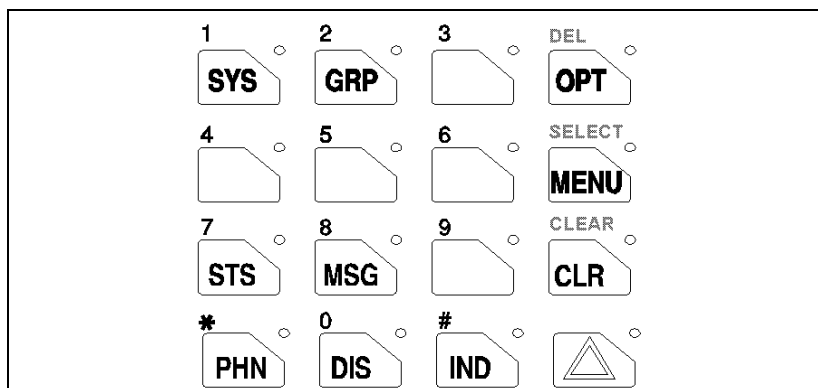 1 2 3 DEL
SYS GRP OPT
4 5 6 SELECT
MENU
7 8 9 CLEAR
STS MSG CLR
* 0 #
PHN DIS IND